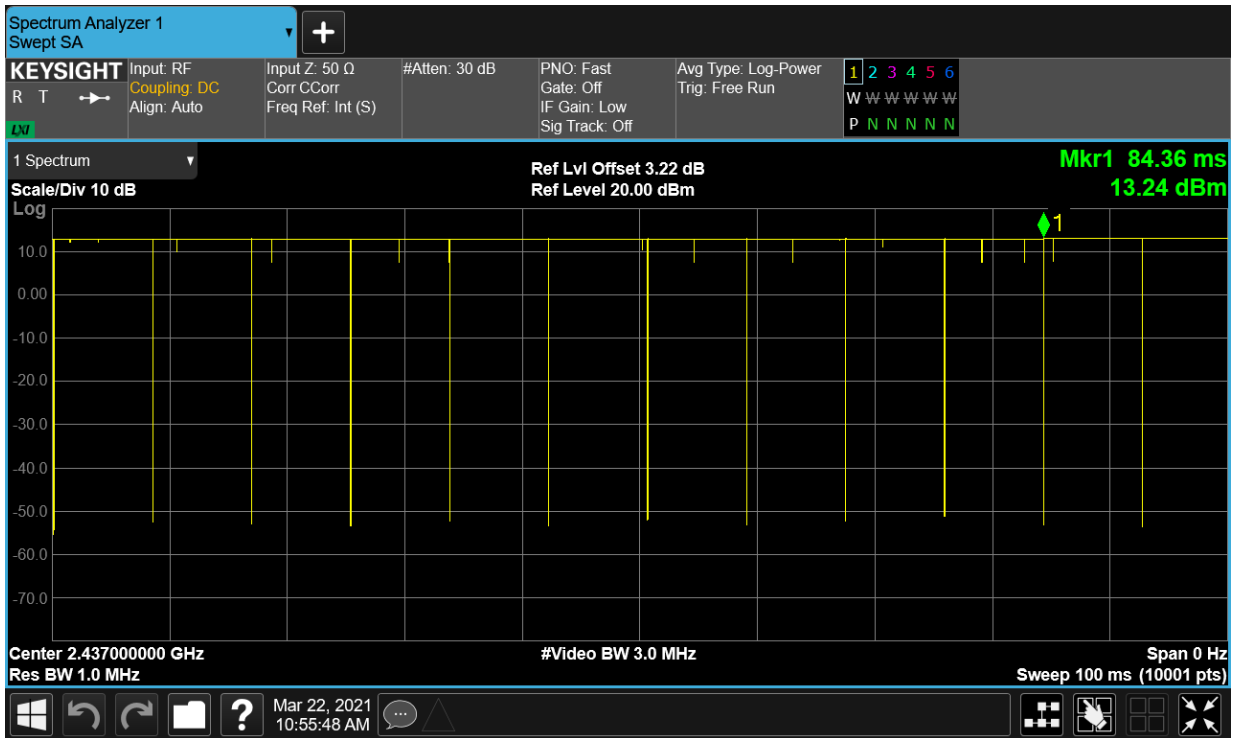 Spectrum Analyzer 1
Swept SA
KEYSIGHT
R T
LXI
Input: RF
Coupling: DC
Align: Auto
Input Z: 50 Ω
Corr CCorr
Freq Ref: Int (S)
#Atten: 30 dB
PNO: Fast
Gate: Off
IF Gain: Low
Sig Track: Off
Avg Type: Log-Power
Trig: Free Run
1 2 3 4 5 6
W W W W W W
P N N N N N
1 Spectrum
Ref Lvl Offset 3.22 dB
Mkr1 84.36 ms
Scale/Div 10 dB
Ref Level 20.00 dBm
13.24 dBm
Log
1
10.0
0.00
-10.0
-20.0
-30.0
-40.0
-50.0
-60.0
-70.0
Center 2.437000000 GHz
#Video BW 3.0 MHz
Span 0 Hz
Res BW 1.0 MHz
Sweep 100 ms (10001 pts)
?
Mar 22, 2021
10:55:48 AM